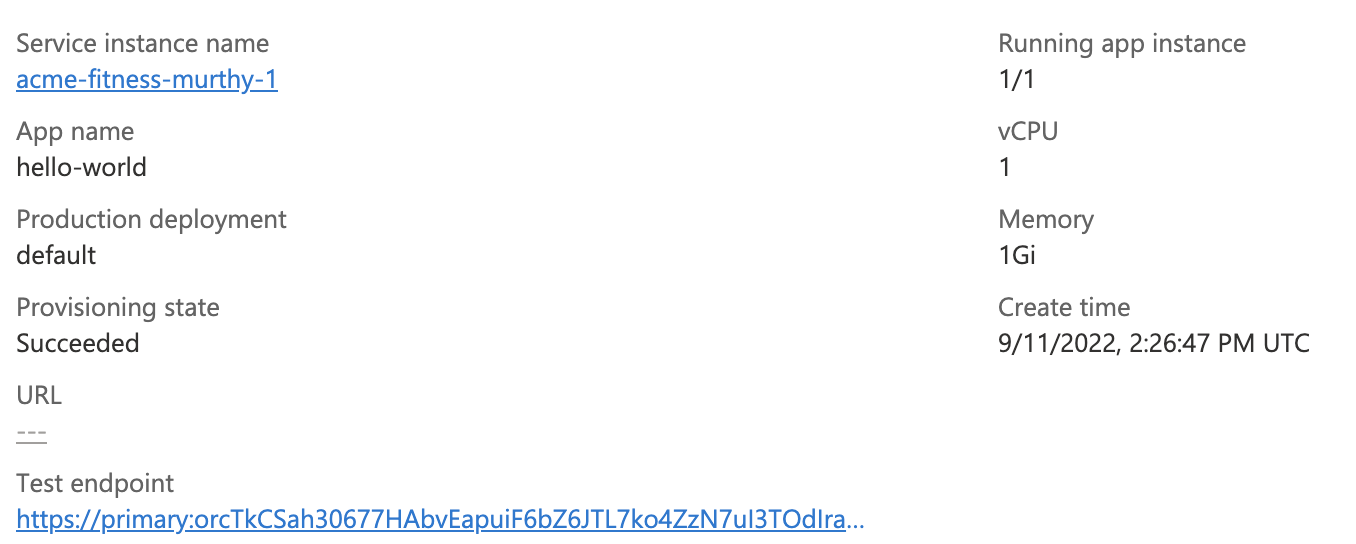 Service instance name
acme-fitness-murthy-1
App name
hello-world
Production deployment
default
Provisioning state
Succeeded
URL
---
Test endpoint
https://primary:orcTkCSah30677HAbvEapuiF6bZ6JTL7ko4ZzN7uI3TOdIra...
Running app instance
1/1
vCPU
1
Memory
1Gi
Create time
9/11/2022, 2:26:47 PM UTC